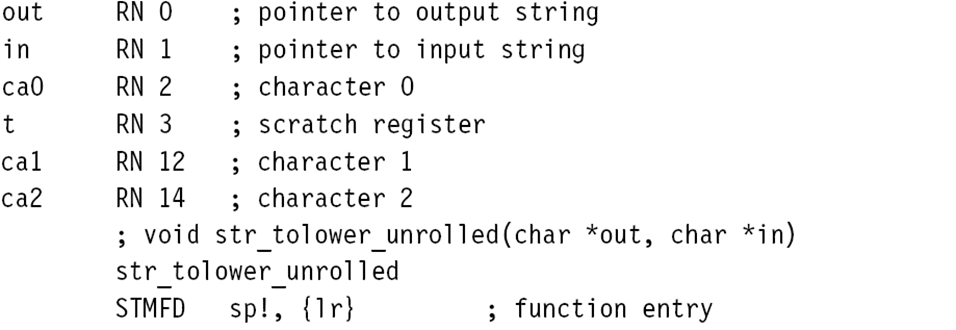 out RN 0 ; pointer to output string
in RN 1 ; pointer to input string
ca0 RN 2 ; character 0
t RN 3 ; scratch register
ca1 RN 12 ; character 1
ca2 RN 14 ; character 2
; void str_tolower_unrolled(char *out, char *in)
str_tolower_unrolled
STMFD sp!, {lr} ; function entry